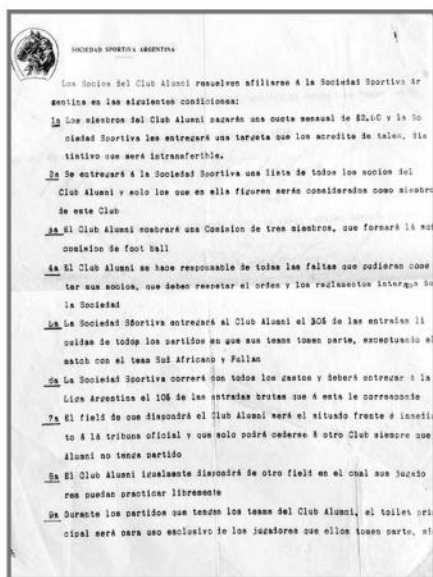 SOCIEDAD SPORTIVA ARGENTINA
Los Socios del Club Alumni resuelven afiliarse á la Sociedad Sportiva Ar
gentina en las siguientes condiciones:
1a Los miembros del Club Alumni pagarán una cuota mensual de $2.50 y la So
ciedad Sportiva les entregará una targeta que los acredite de tales, dis
tintivo que será intransferible.
2a Se entregará á la Sociedad Sportiva una lista de todos los socios del
Club Alumni y solo los que en ella figuren serán considerados como miembro
de este Club
El Club Alumni nombrará una Comision de tres miembros, que formará la
comision de foot ball
4a El Club Alumni se hace responsable de todas las faltas que pudieran come
ter sus socios, que deben respetar el orden y los reglamentos internos de
la Sociedad
5a La Sociedad Sportiva entregará al Club Alumni el 30% de las entradas lí
quidas de todos los partidos en que sus teams tomen parte, exceptuando el
match con el team Sud Africano y
6a La Sociedad Sportiva correrá con todos los gastos y deberá entregar á la
Liga Argentina el 10% de las entradas brutas que á esta le corresponde
7a El field de que dispondrá el Club Alumni será el situado frente é inmedia
to á la tribuna oficial y que solo podrá cederse á otro Club siempre que
Alumni no tenga partido
8a El Club Alumni igualmente dispondrá de otro field en el cual sus jugado
res puedan practicar libremente
9a Durante los partidos que tengan los teams del Club Alumni, el toilet prin
cipal será para uso exclusivo de los jugadores que ellos tomen parte,